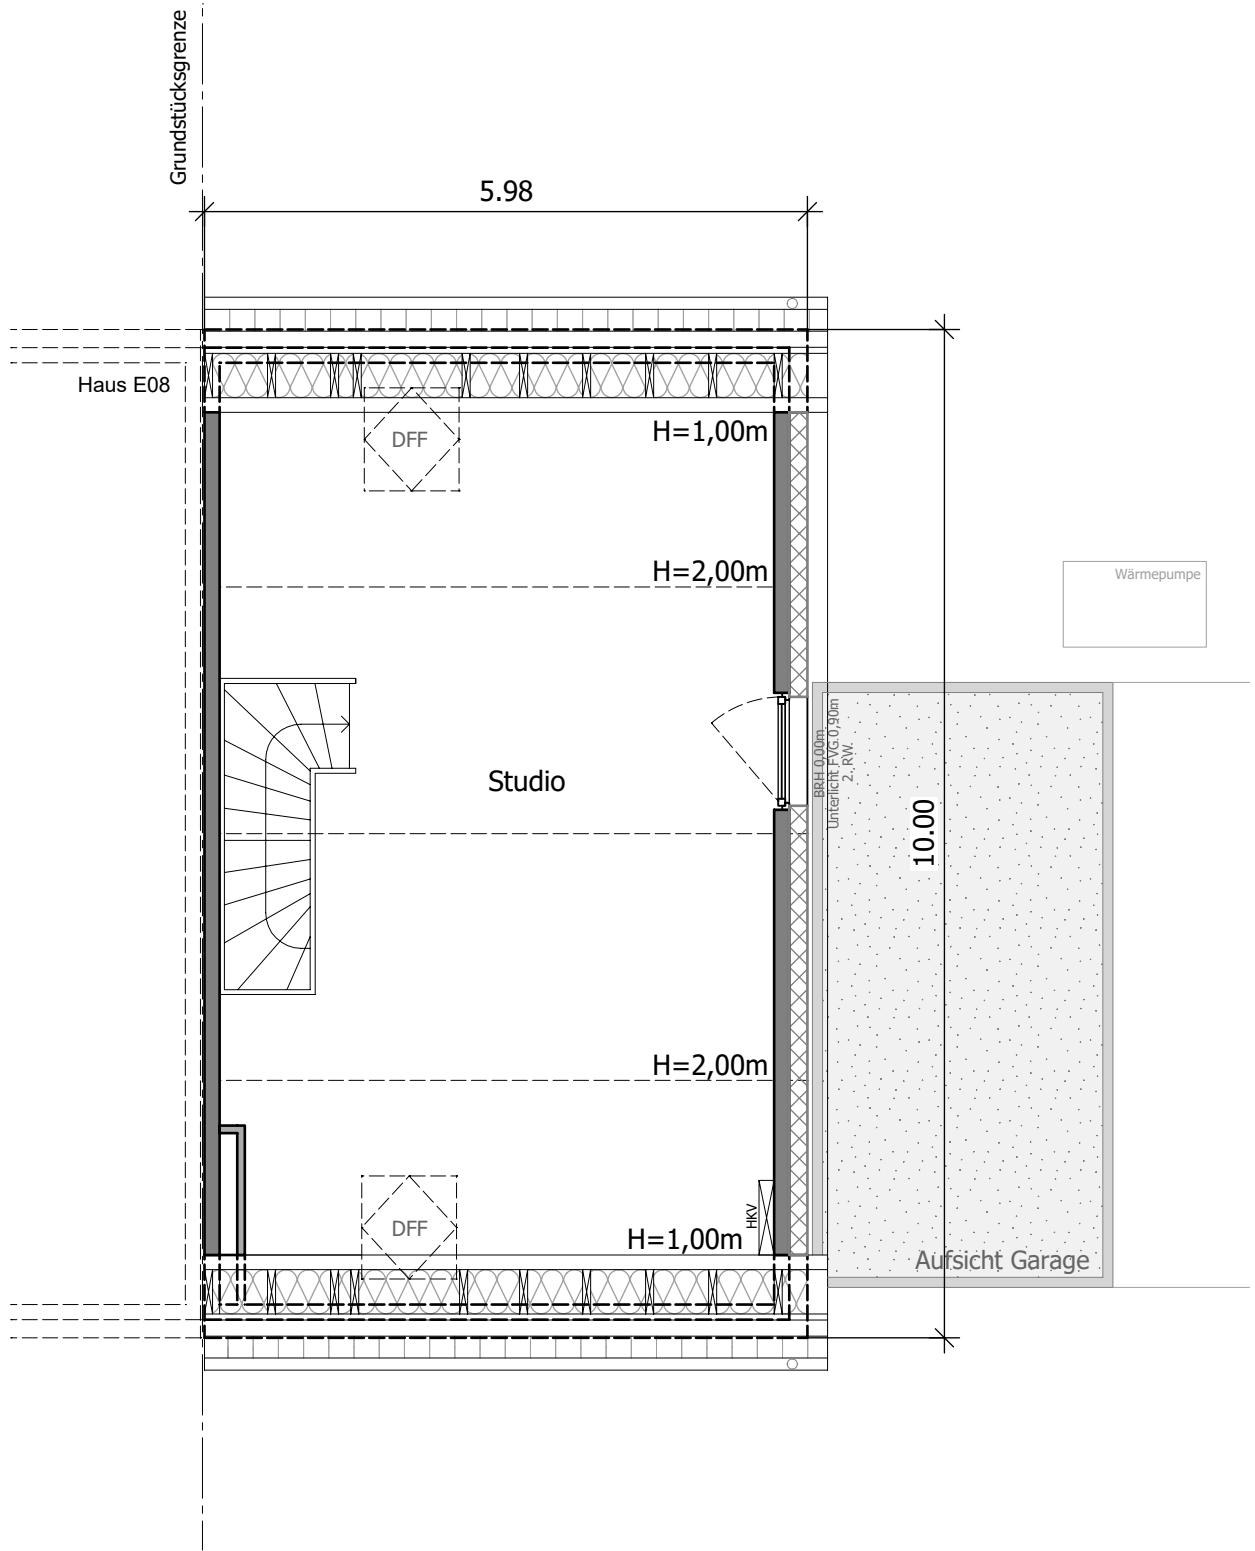 Grundstücksgrenze
5.98
Haus E08
DFF
H=1,00m
H=2,00m
Wärmepumpe
BRH 0,00m
Unterlicht FVG 0,90m
2. RW.
Studio
10.00
H=2,00m
HKV
DFF
H=1,00m
Aufsicht Garage